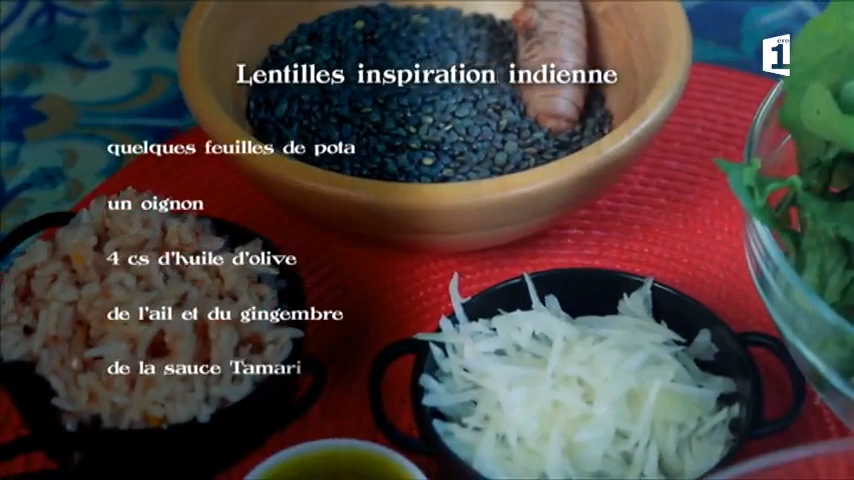 1ère
Lentilles inspiration indienne
quelques feuilles de pota
un oignon
4 cs d'huile d'olive
de l'ail et du gingembre
de la sauce Tamari